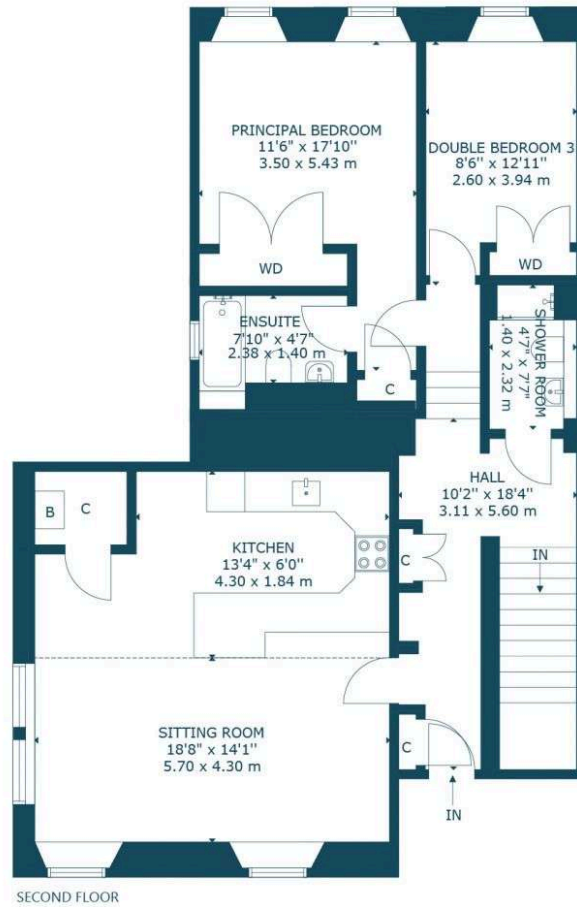 PRINCIPAL BEDROOM
11'6" x 17'10"
3.50 x 5.43 m
DOUBLE BEDROOM 3
8'6" x 12'11"
2.60 x 3.94 m
WD
WD
ENSUITE
7'10" x 4'7"
2.38 x 1.40 m
SHOWER ROOM
4'7" x 7'7"
1.40 x 2.32 m
C
HALL
10'2" x 18'4"
3.11 x 5.60 m
B
C
KITCHEN
13'4" x 6'0"
4.30 x 1.84 m
C
IN
SITTING ROOM
18'8" x 14'1"
5.70 x 4.30 m
C
IN
SECOND FLOOR